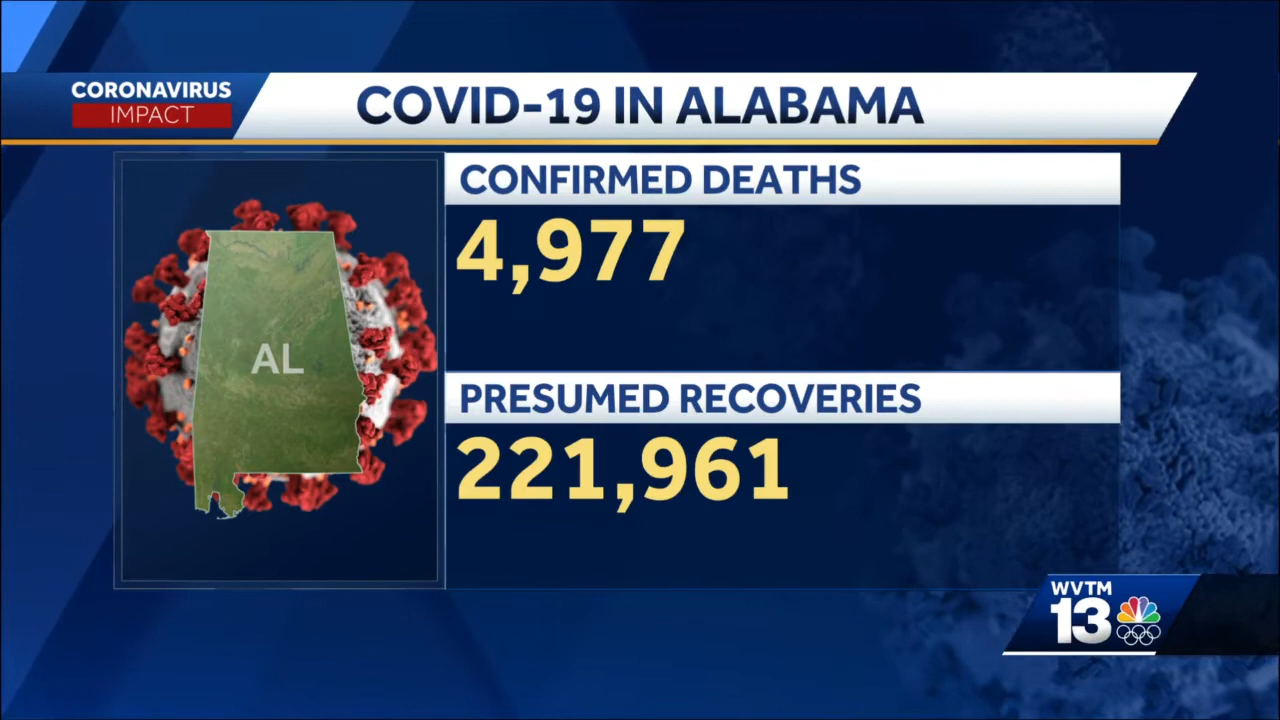 CORONAVIRUS
IMPACT
COVID-19 IN ALABAMA
CONFIRMED DEATHS
4,977
AL
PRESUMED RECOVERIES
221,961
WVTM
13